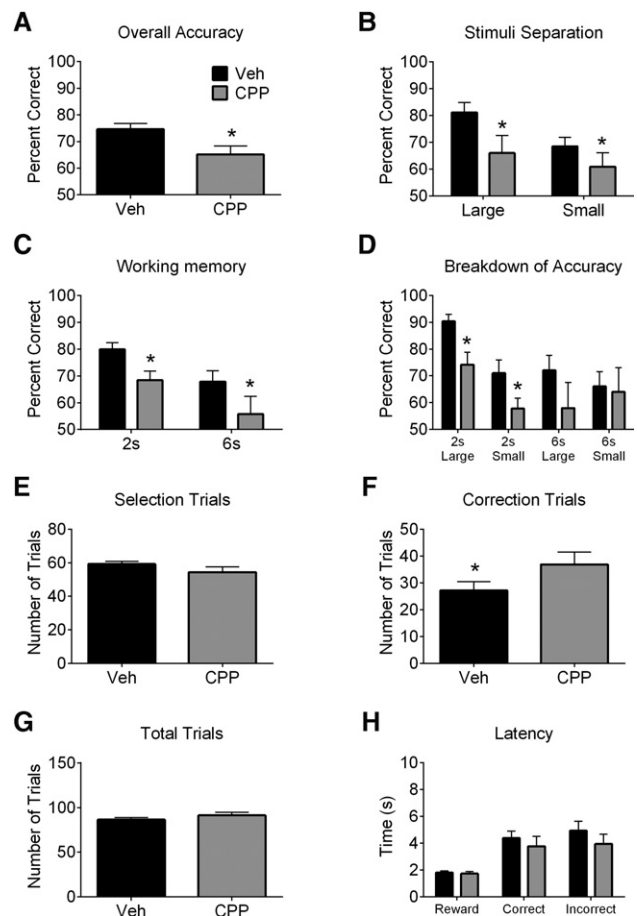 A
Overall Accuracy
Percent Correct
100
90
80
70
60
50
Veh
CPP
*
Veh
CPP
B
Stimuli Separation
Percent Correct
100
90
80
70
60
50
*
*
Large
Small
C
Working memory
Percent Correct
100
90
80
70
60
50
*
*
2s
6s
D
Breakdown of Accuracy
Percent Correct
100
90
80
70
60
50
*
*
2s
Large
2s
Small
6s
Large
6s
Small
E
Selection Trials
Number of Trials
80
60
40
20
0
Veh
CPP
F
Correction Trials
Number of Trials
50
40
30
20
10
0
*
Veh
CPP
G
Total Trials
Number of Trials
150
100
50
0
Veh
CPP
H
Latency
Time (s)
10
8
6
4
2
0
Reward
Correct
Incorrect